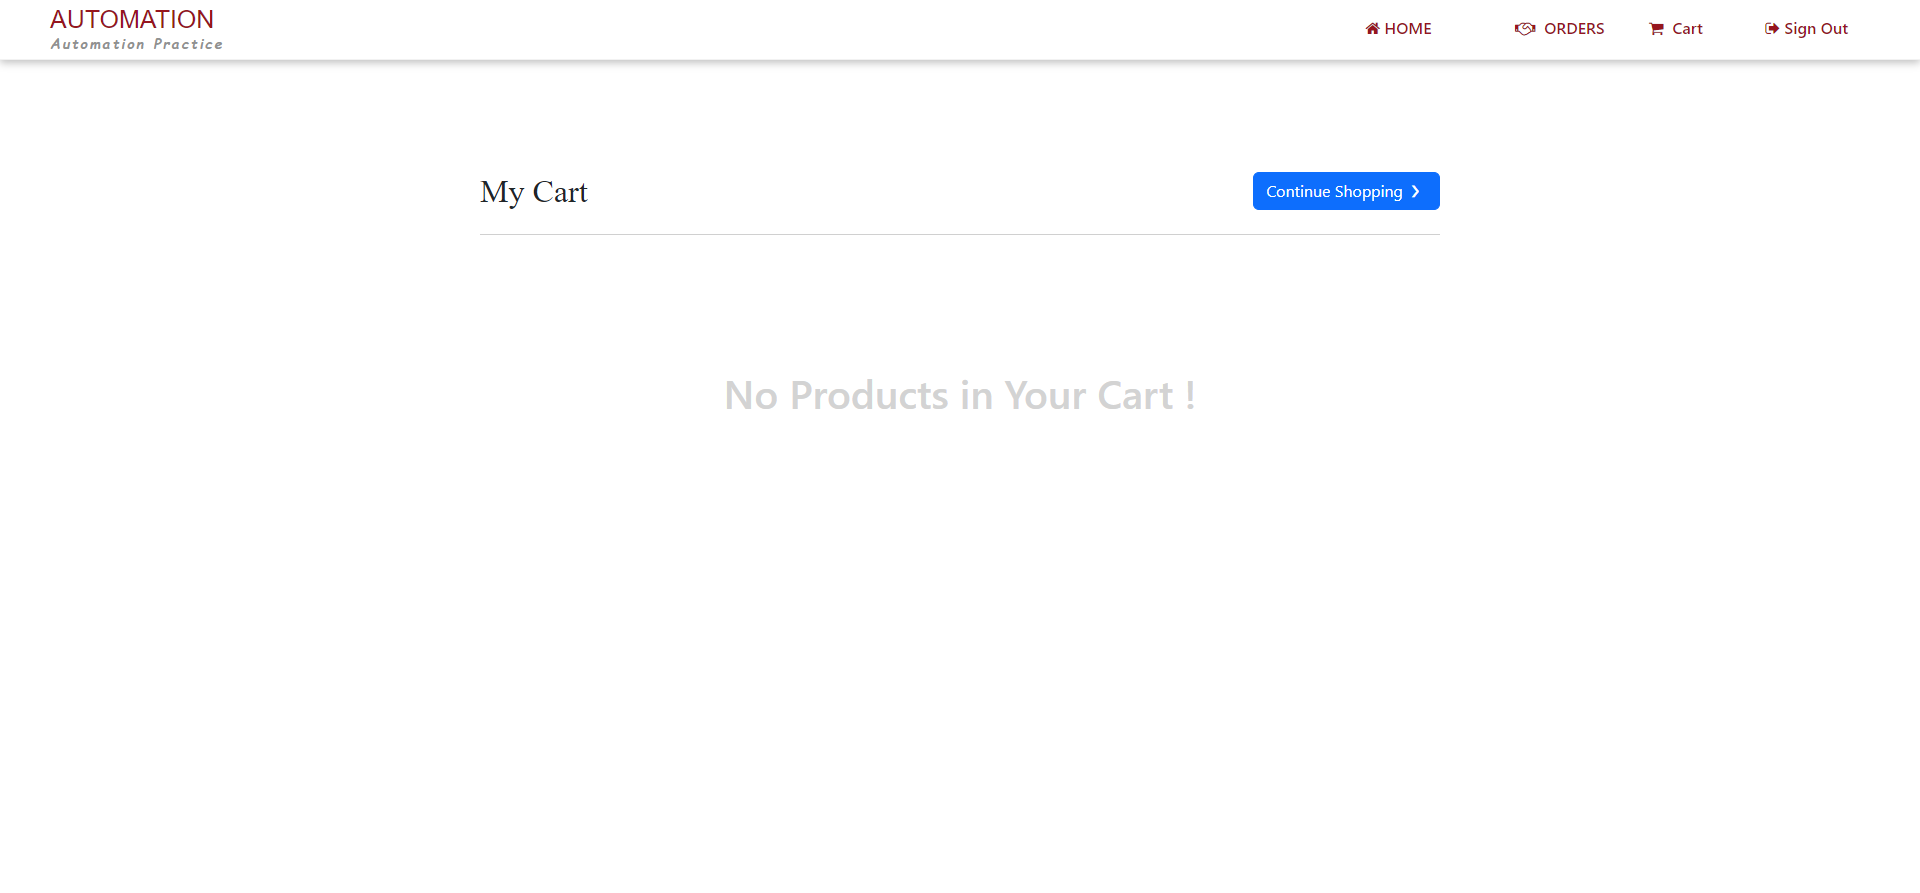 AUTOMATION
Automation Practice
HOME
ORDERS
Cart
Sign Out
My Cart
Continue Shopping
No Products in Your Cart !